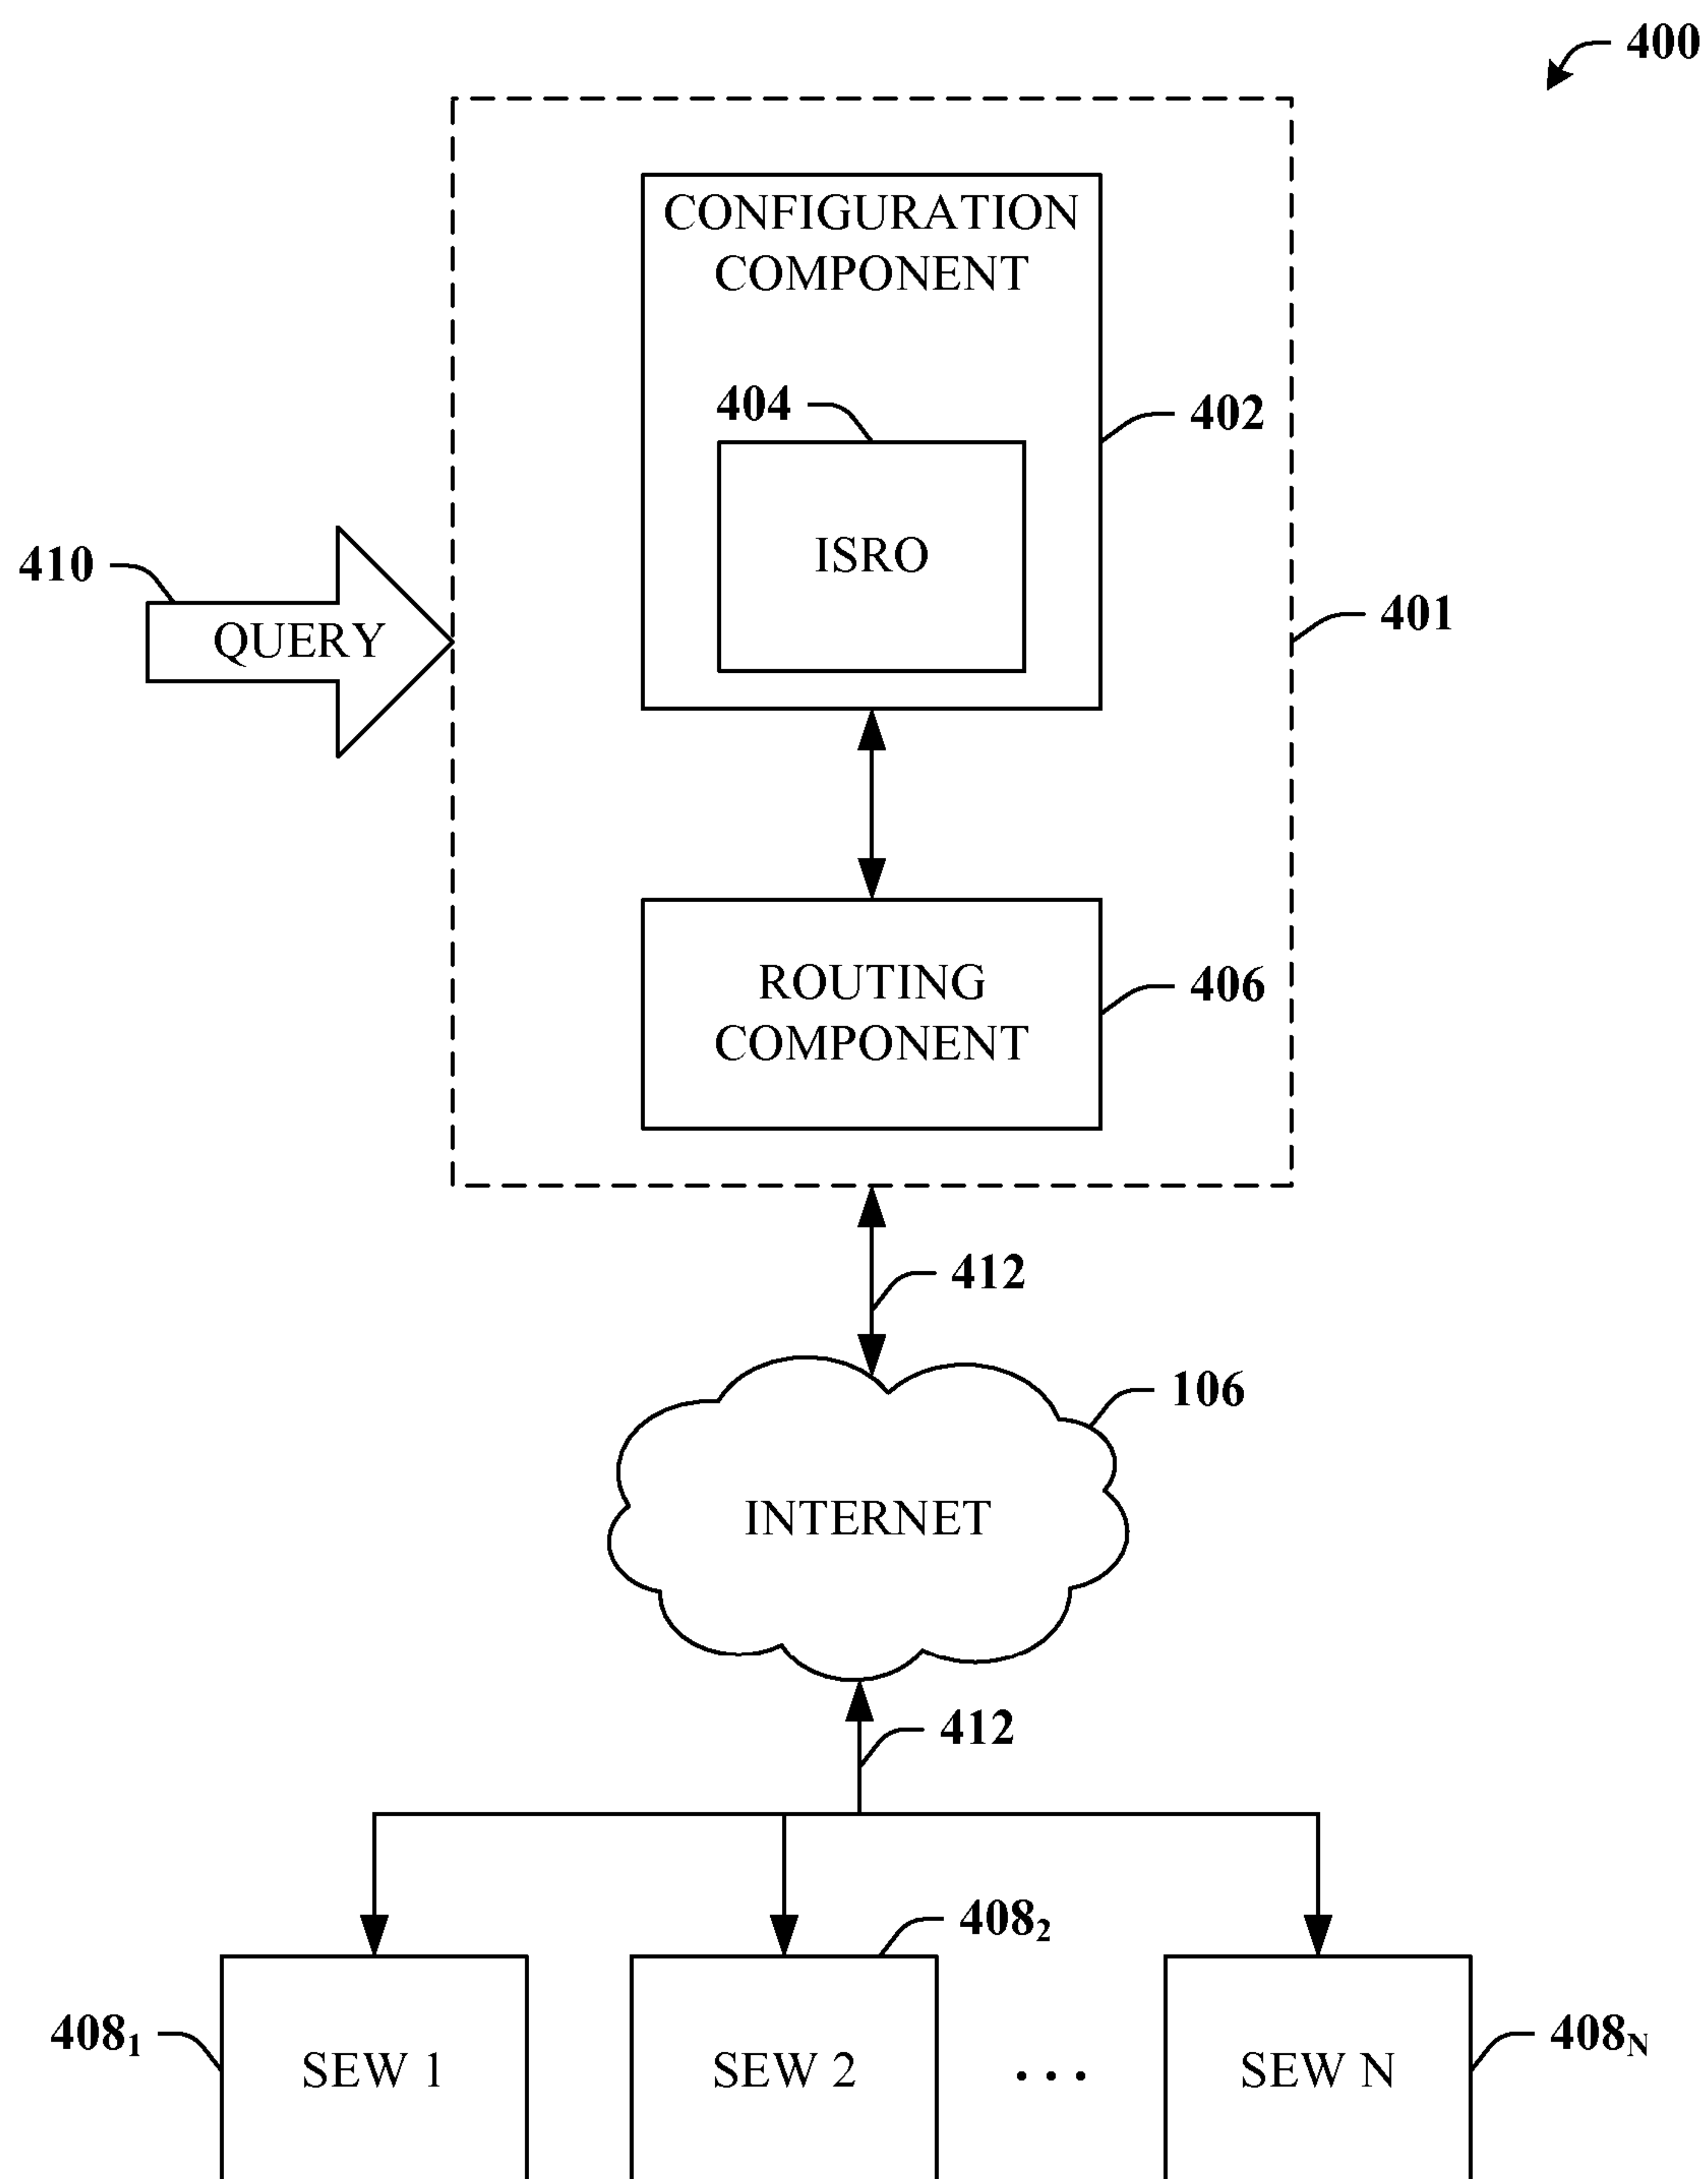 400
CONFIGURATION
COMPONENT
404
402
ISRO
410
QUERY
401
ROUTING
COMPONENT
406
412
106
INTERNET
412
408₂
408₁
SEW 1
SEW 2
...
SEW N
408N